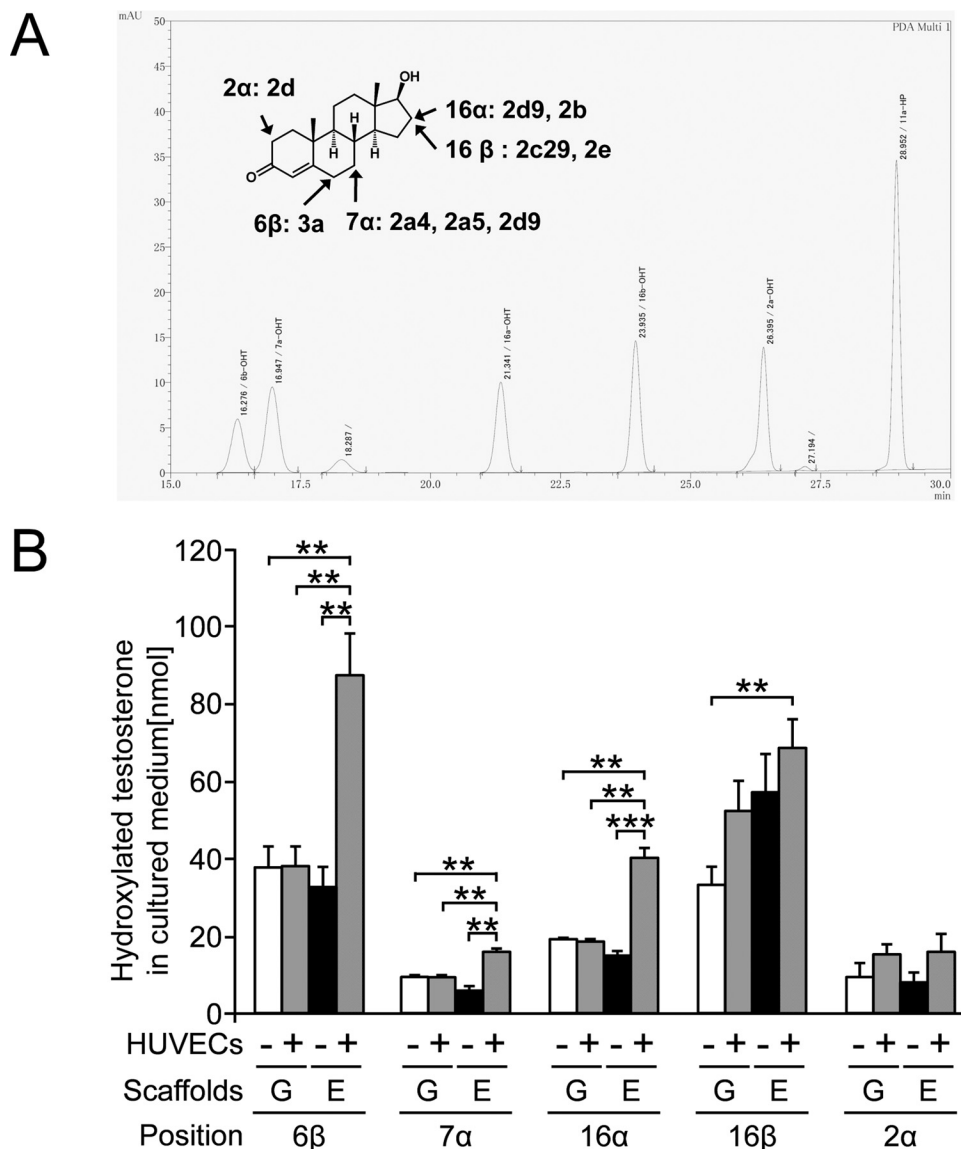 A
mAU
PDA Multi 1
50
45
40
35
30
25
20
15
10
5
0
2α: 2d
OH
H
H
H
O
16α: 2d9, 2b
16 β : 2c29, 2e
6β: 3a
7α: 2a4, 2a5, 2d9
16.276 / 6b-OHT
16.947 / 7a-OHT
18.287 /
21.341 / 16a-OHT
23.935 / 16b-OHT
26.395 / 2a-OHT
27.194 /
28.952 / 11a-HP
15.0 17.5 20.0 22.5 25.0 27.5 30.0
min
B
Hydroxylated testosterone
in cultured medium[nmol]
120
100
80
60
40
20
0
** ** **
** ** **
** ** ***
**
HUVECs - + - + - + - + - + - + - + - + - + - +
Scaffolds G E G E G E G E G E
Position 6β 7α 16α 16β 2α